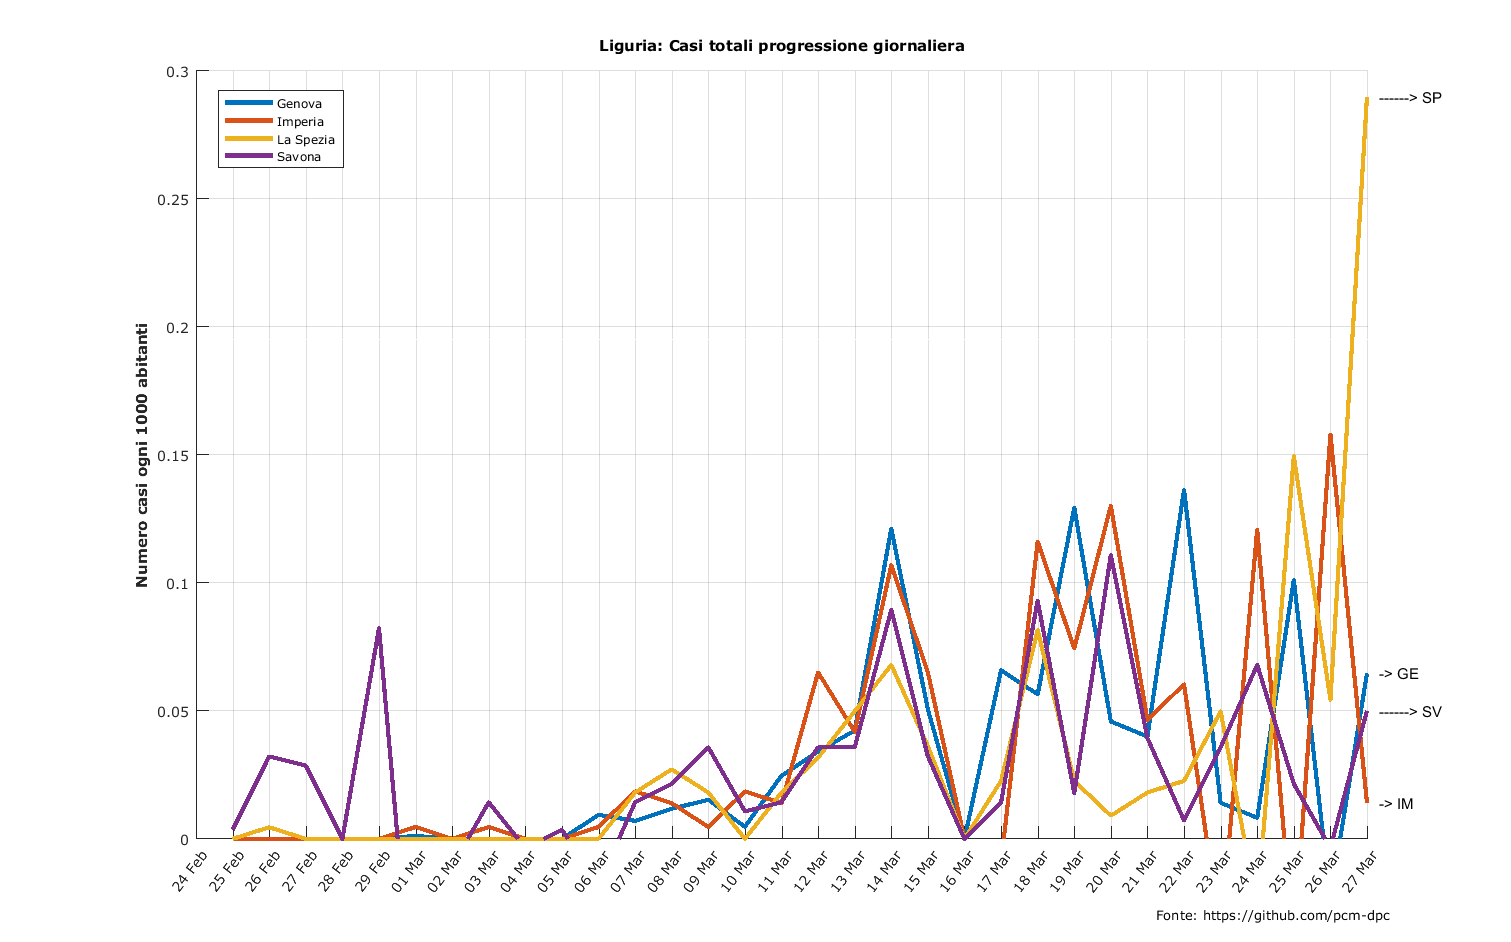 Liguria: Casi totali progressione giornaliera
Numero casi ogni 1000 abitanti
0.3
0.25
0.2
0.15
0.1
0.05
0
Genova
Imperia
La Spezia
Savona
------> SP
-> GE
------> SV
-> IM
24 Feb
25 Feb
26 Feb
27 Feb
28 Feb
29 Feb
01 Mar
02 Mar
03 Mar
04 Mar
05 Mar
06 Mar
07 Mar
08 Mar
09 Mar
10 Mar
11 Mar
12 Mar
13 Mar
14 Mar
15 Mar
16 Mar
17 Mar
18 Mar
19 Mar
20 Mar
21 Mar
22 Mar
23 Mar
24 Mar
25 Mar
26 Mar
27 Mar
Fonte: https://github.com/pcm-dpc